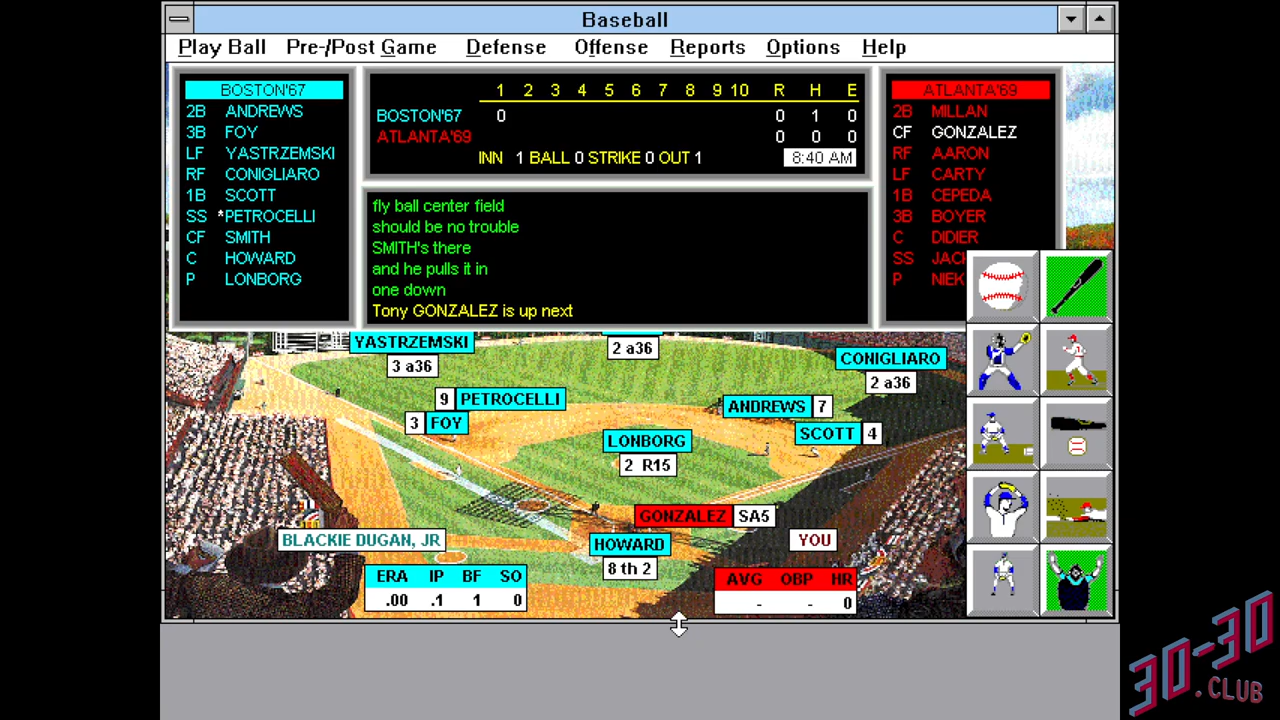 Baseball
Play Ball Pre-/Post Game Defense Offense Reports Options Help
BOSTON'67
2B ANDREWS
3B FOY
LF YASTRZEMSKI
RF CONIGLIARO
1B SCOTT
SS *PETROCELLI
CF SMITH
C HOWARD
P LONBORG
1 2 3 4 5 6 7 8 9 10 R H E
BOSTON'67 0 0 1 0
ATLANTA'69 0 0 0
INN 1 BALL 0 STRIKE 0 OUT 1 8:40 AM
fly ball center field
should be no trouble
SMITH's there
and he pulls it in
one down
Tony GONZALEZ is up next
ATLANTA'69
2B MILLAN
CF GONZALEZ
RF AARON
LF CARTY
1B CEPEDA
3B BOYER
C DIDIER
SS JACK
P NIEK
YASTRZEMSKI
3 a36
2 a36
CONIGLIARO
2 a36
9 PETROCELLI
3 FOY
ANDREWS 7
SCOTT 4
LONBORG
2 R15
GONZALEZ SA5
HOWARD
8 th 2
BLACKIE DUGAN, JR
YOU
ERA IP BF SO
.00 .1 1 0
AVG OBP HR
- - 0
30-30
.CLUB